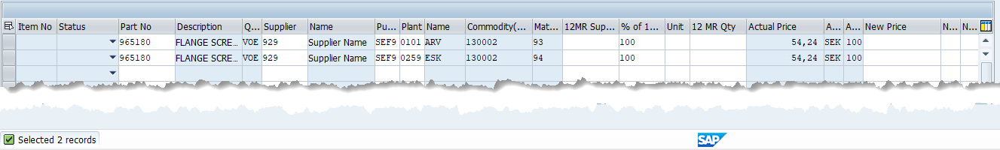 Item No Status Part No Description Q... Supplier Name Pu... Plant Name Commodity(... Mat... 12MR Sup... % of 1... Unit 12 MR Qty Actual Price A... A... New Price N... N...
965180 FLANGE SCRE... VOE 929 Supplier Name SEF9 0101 ARV 130002 93 100 54,24 SEK 100
965180 FLANGE SCRE... VOE 929 Supplier Name SEF9 0259 ESK 130002 94 100 54,24 SEK 100
Selected 2 records SAP